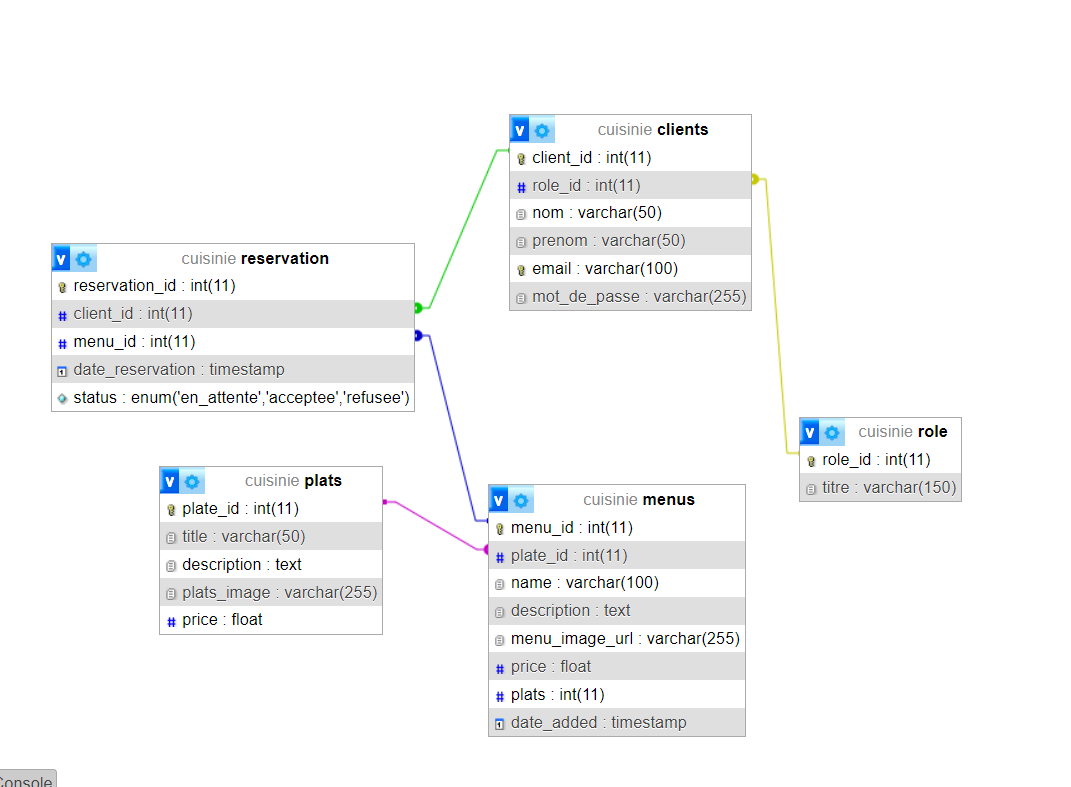 v cuisinie clients
client_id : int(11)
role_id : int(11)
nom : varchar(50)
prenom : varchar(50)
email : varchar(100)
mot_de_passe : varchar(255)
v cuisinie reservation
reservation_id : int(11)
client_id : int(11)
menu_id : int(11)
date_reservation : timestamp
status : enum('en_attente','acceptee','refusee')
v cuisinie role
role_id : int(11)
titre : varchar(150)
v cuisinie plats
plate_id : int(11)
title : varchar(50)
description : text
plats_image : varchar(255)
price : float
v cuisinie menus
menu_id : int(11)
plate_id : int(11)
name : varchar(100)
description : text
menu_image_url : varchar(255)
price : float
plats : int(11)
date_added : timestamp
Console